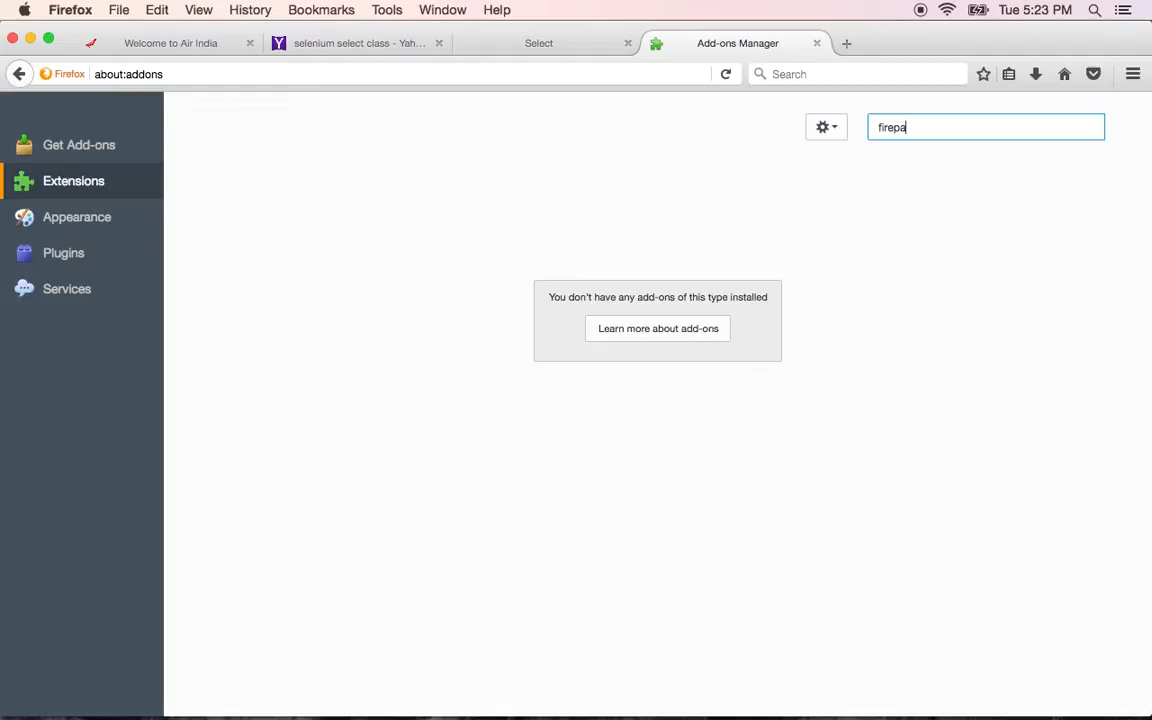 Firefox File Edit View History Bookmarks Tools Window Help Tue 5:23 PM
Welcome to Air India selenium select class - Yah... Select Add-ons Manager
Firefox about:addons Search
firepa
Get Add-ons
Extensions
Appearance
Plugins
Services
You don't have any add-ons of this type installed
Learn more about add-ons